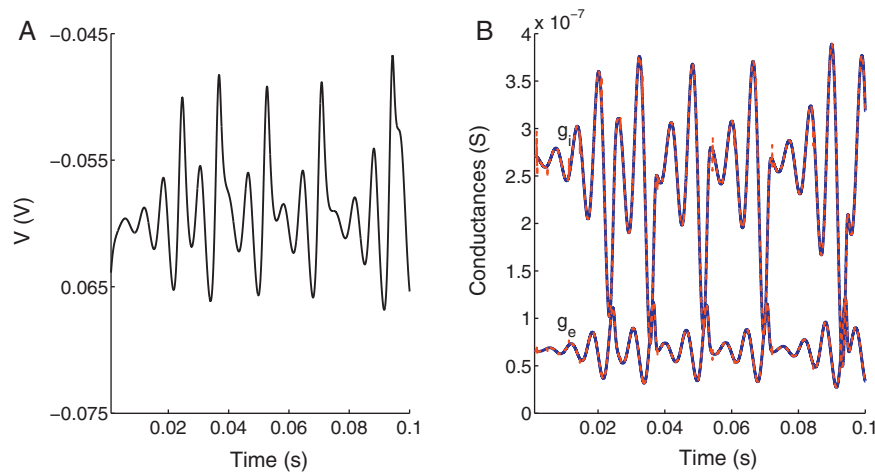 A
−0.045
−0.055
0.065
−0.075
V (V)
0.02
0.04
0.06
0.08
0.1
Time (s)
B
x 10⁻⁷
4
3.5
3
2.5
2
1.5
1
0.5
0
Conductances (S)
gᵢ
gₑ
0.02
0.04
0.06
0.08
0.1
Time (s)